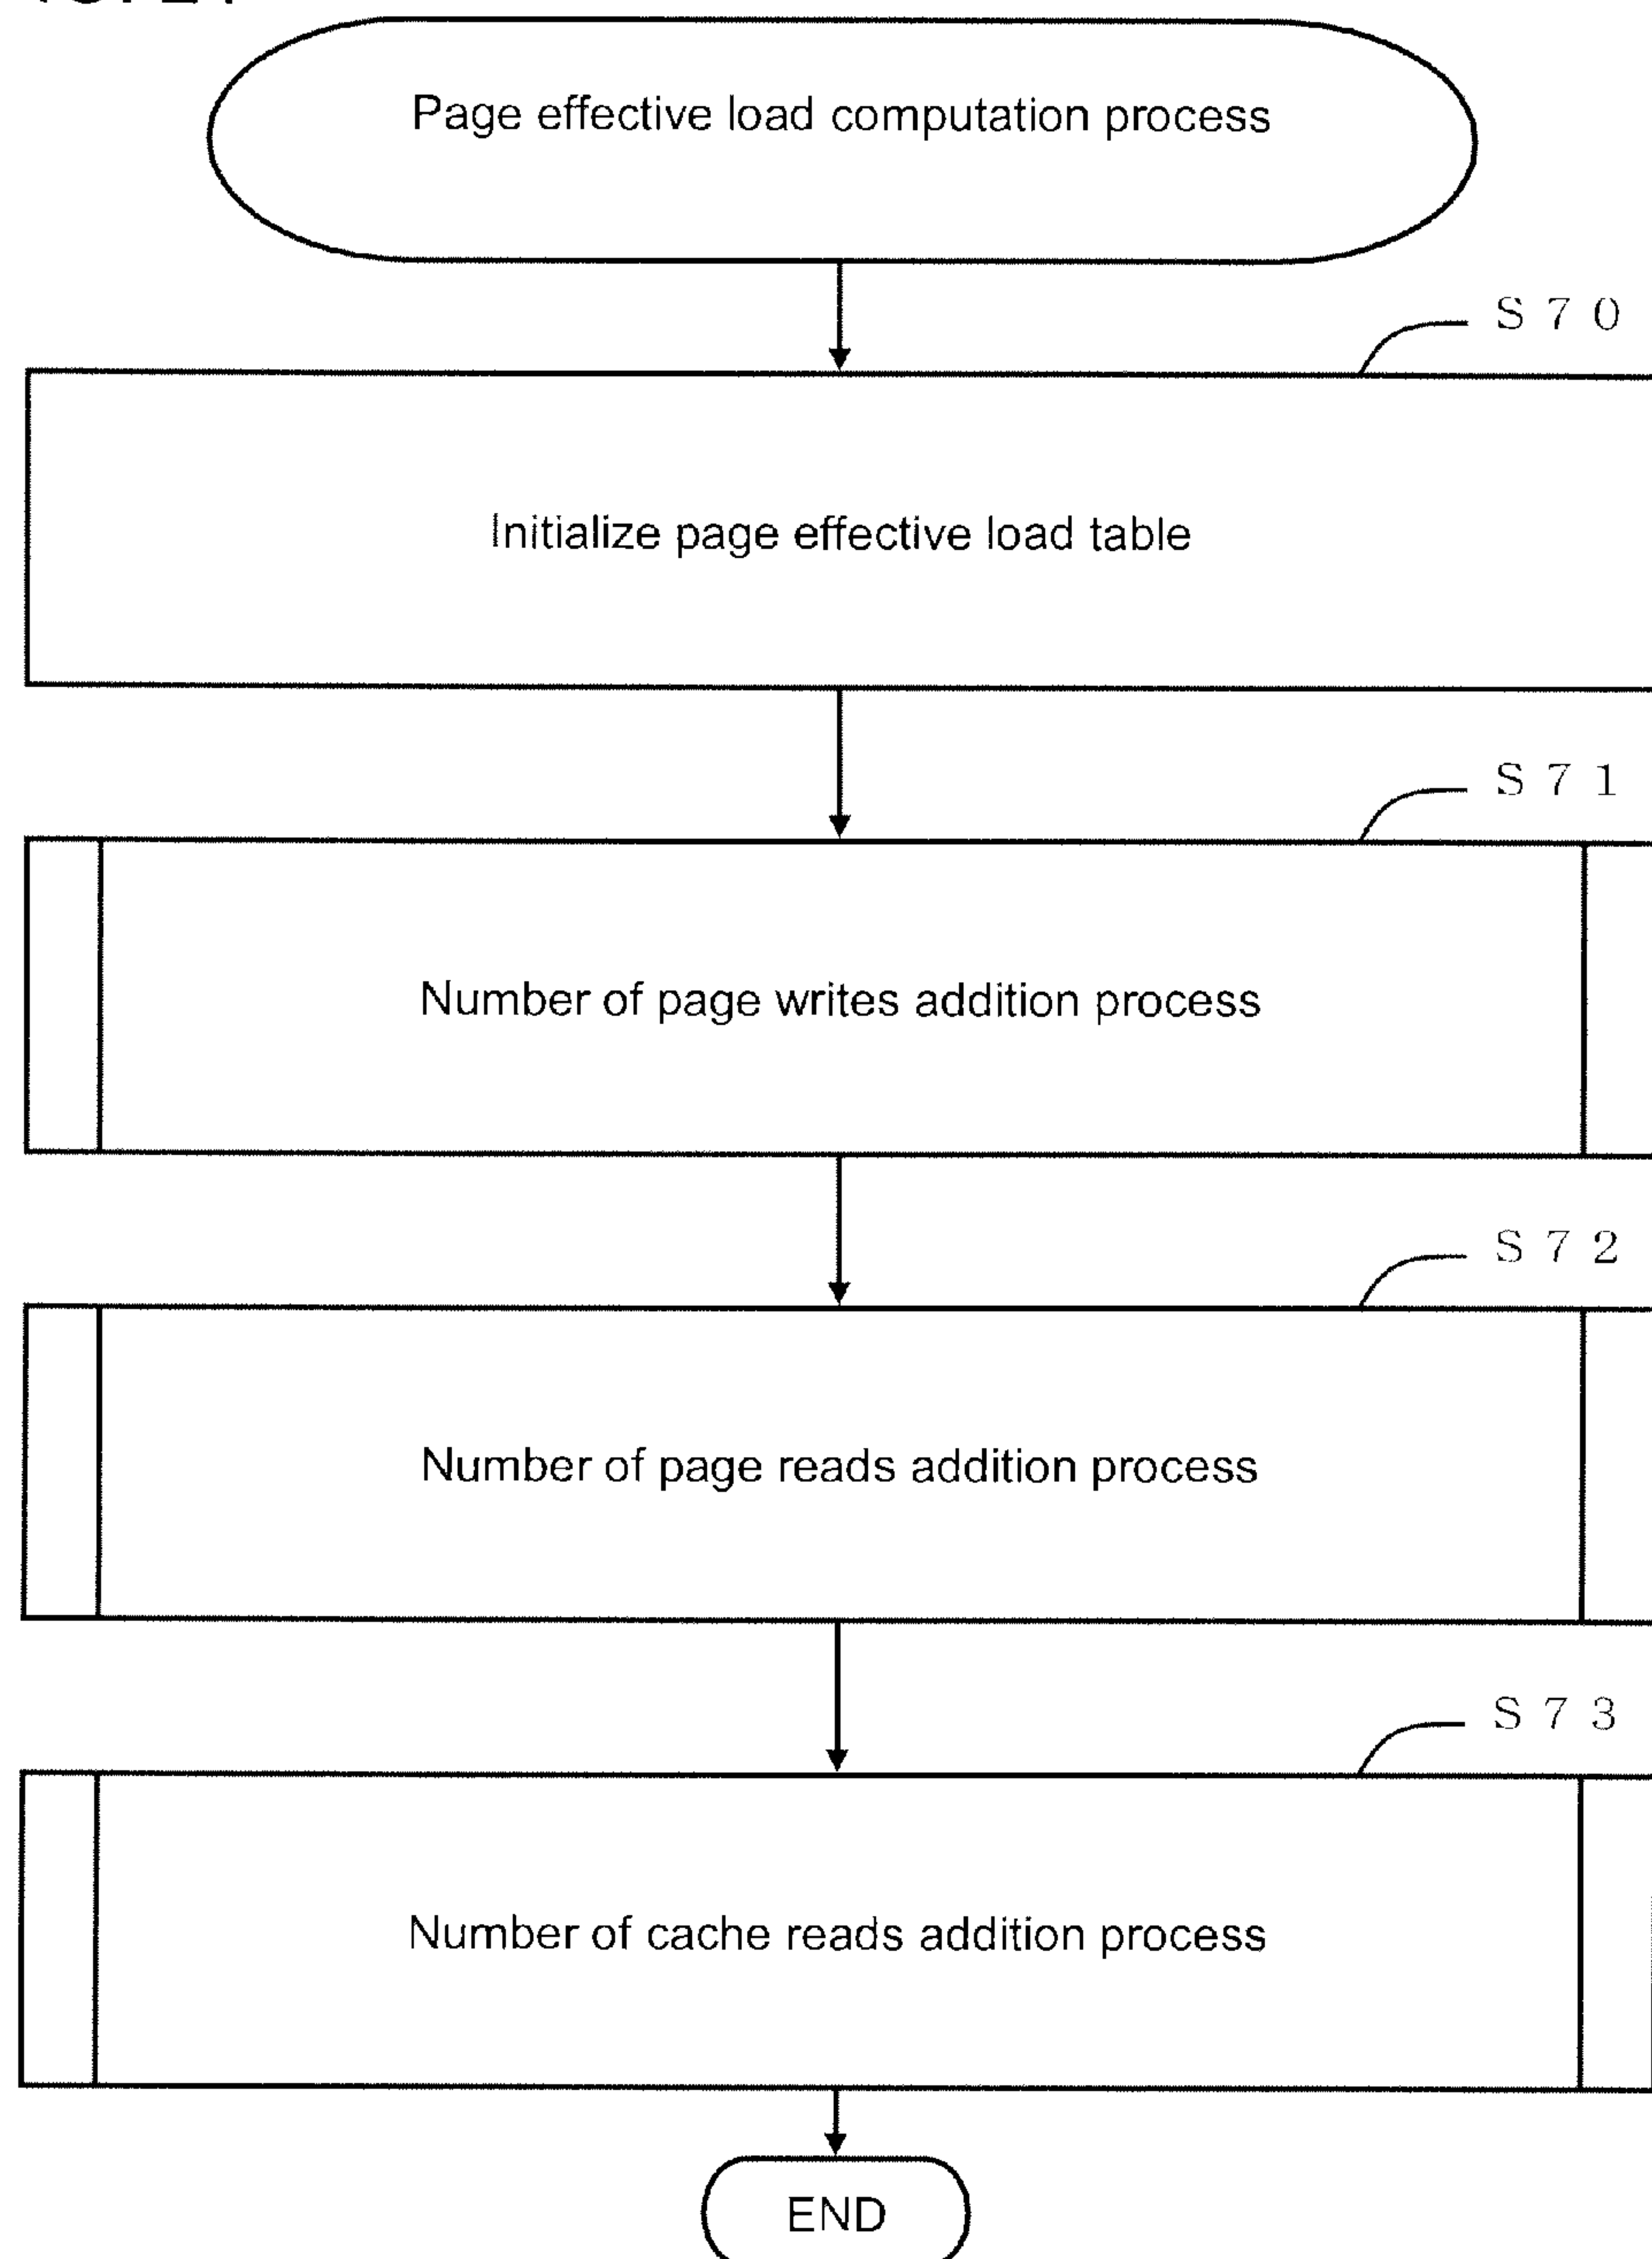 Page effective load computation process
S70
Initialize page effective load table
S71
Number of page writes addition process
S72
Number of page reads addition process
S73
Number of cache reads addition process
END